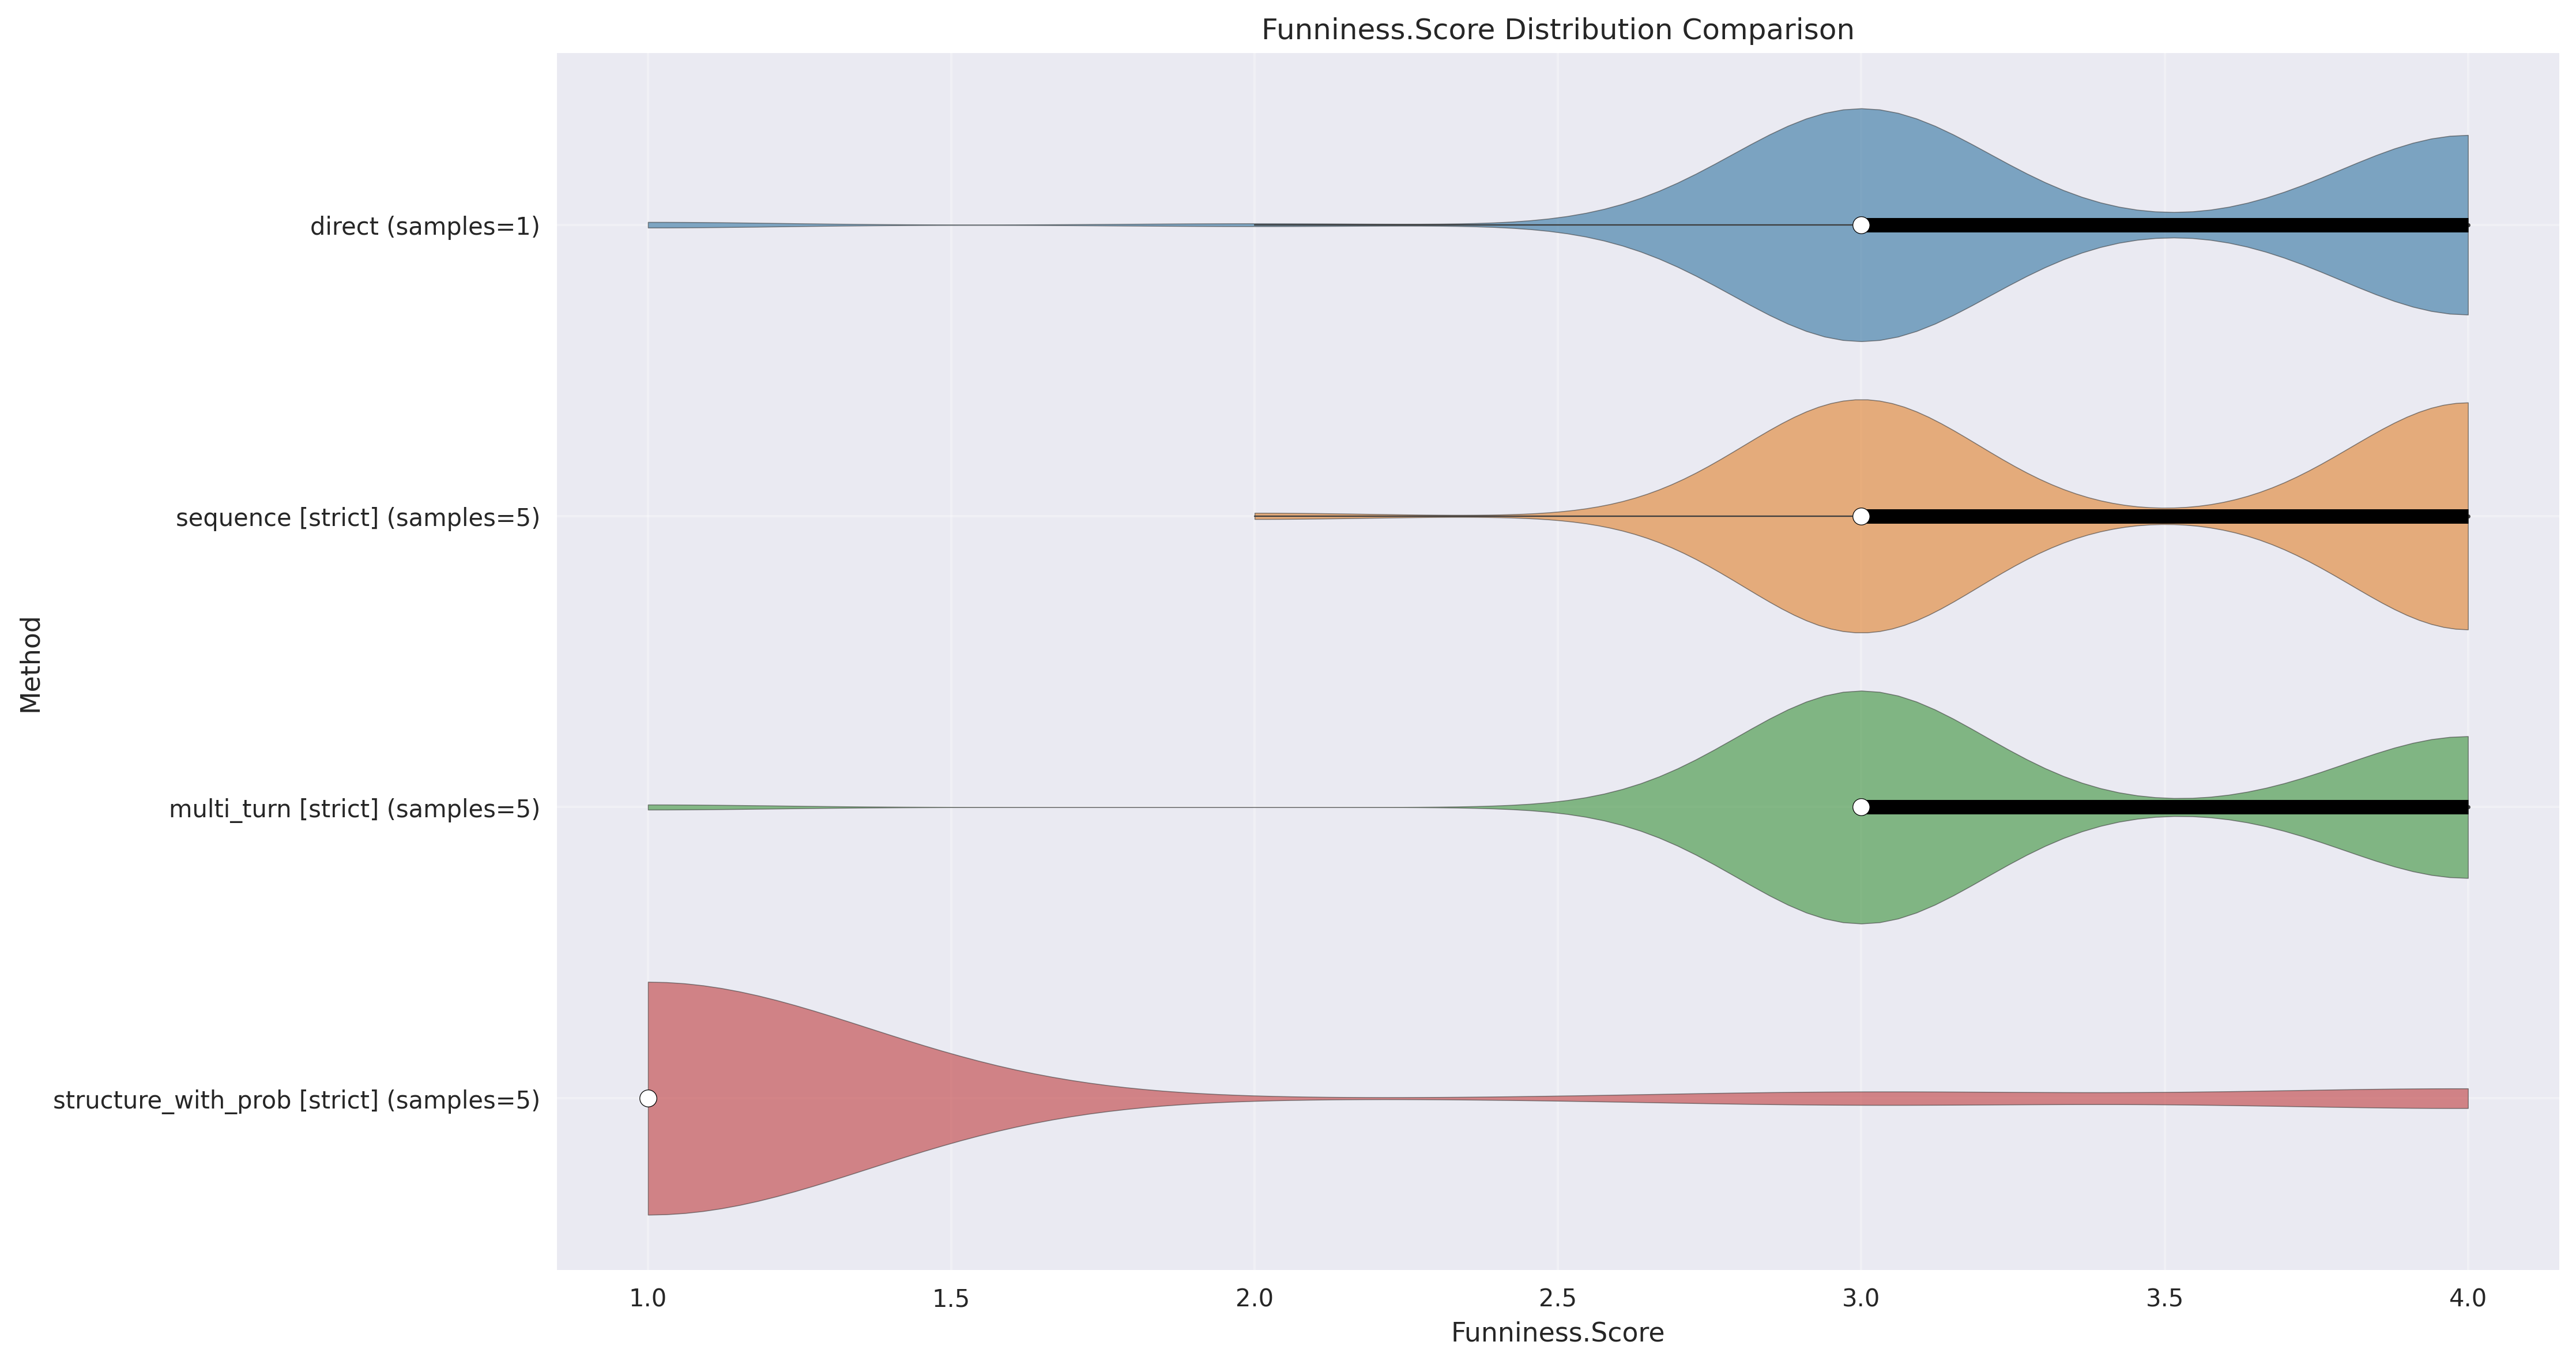 Funniness.Score Distribution Comparison
direct (samples=1)
sequence [strict] (samples=5)
multi_turn [strict] (samples=5)
structure_with_prob [strict] (samples=5)
Method
1.0 1.5 2.0 2.5 3.0 3.5 4.0
Funniness.Score